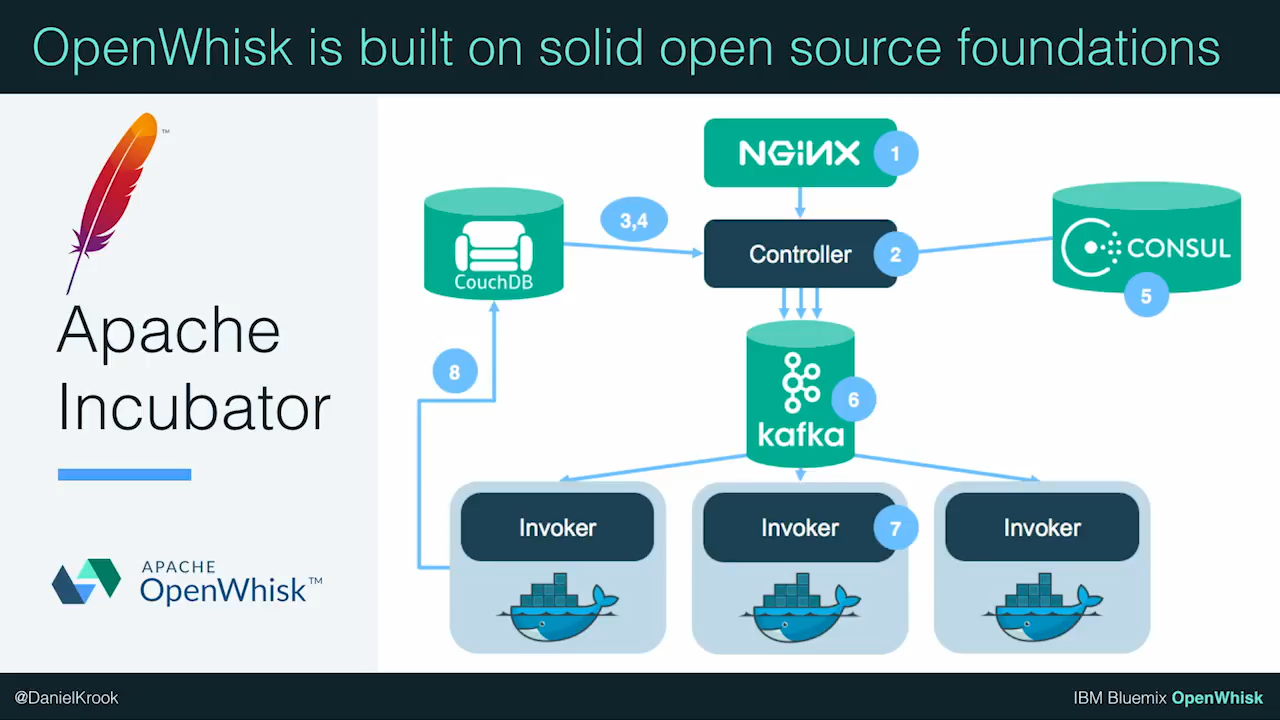 OpenWhisk is built on solid open source foundations
™
Apache
Incubator
APACHE
OpenWhisk™
NGINX
1
CouchDB
3,4
Controller
2
CONSUL
5
8
kafka
6
Invoker
Invoker
7
Invoker
@DanielKrook
IBM Bluemix OpenWhisk